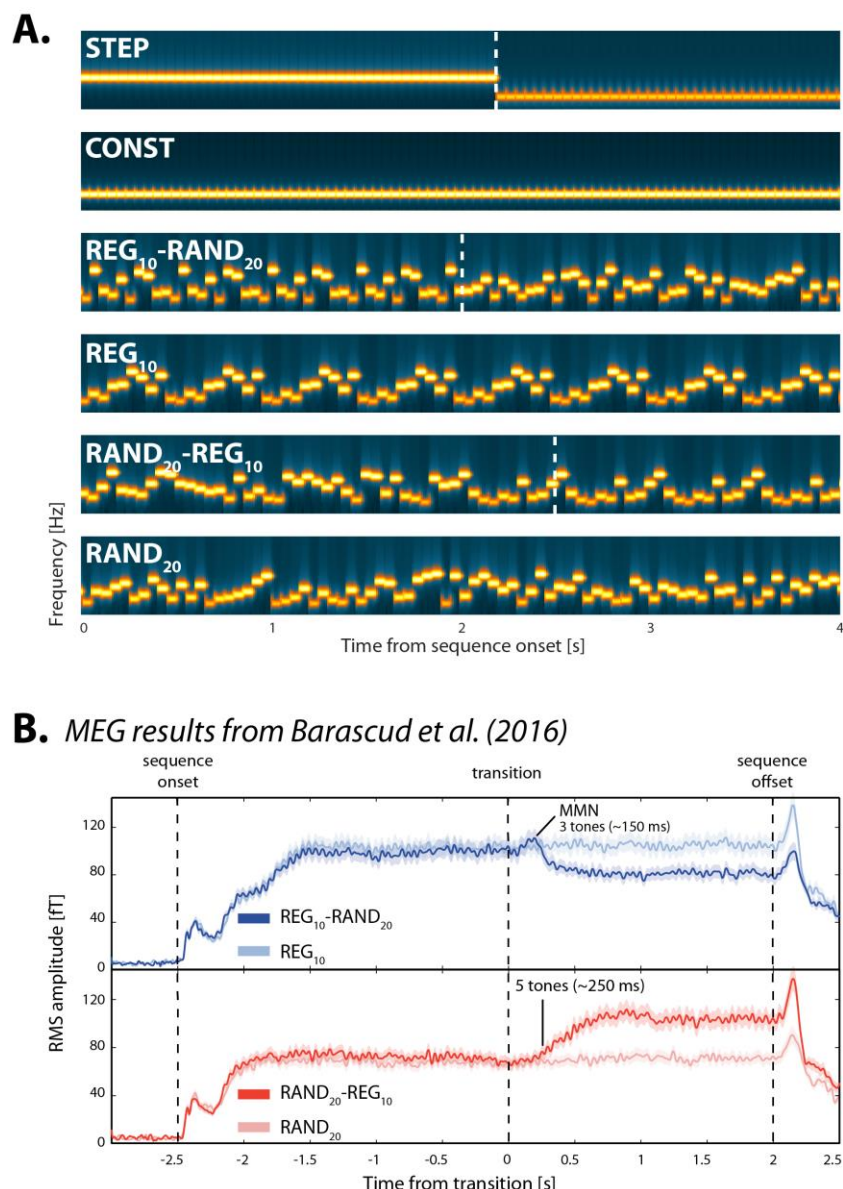 A.
STEP
CONST
REG10-RAND20
REG10
RAND20-REG10
RAND20
Frequency [Hz]
0 1 2 3 4
Time from sequence onset [s]
B. MEG results from Barascud et al. (2016)
sequence onset
transition
sequence offset
MMN
3 tones (~150 ms)
120
80
40
0
REG10-RAND20
REG10
RMS amplitude [fT]
5 tones (~250 ms)
120
80
40
0
RAND20-REG10
RAND20
-2.5 -2 -1.5 -1 -0.5 0 0.5 1 1.5 2 2.5
Time from transition [s]